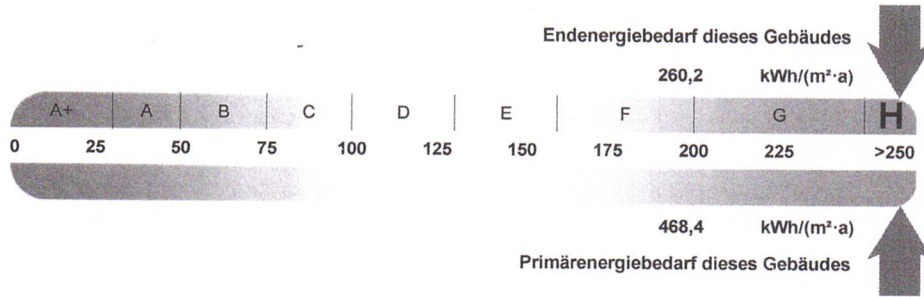 Endenergiebedarf dieses Gebäudes
260,2 kWh/(m²·a)
A+ A B C D E F G H
0 25 50 75 100 125 150 175 200 225 >250
468,4 kWh/(m²·a)
Primärenergiebedarf dieses Gebäudes